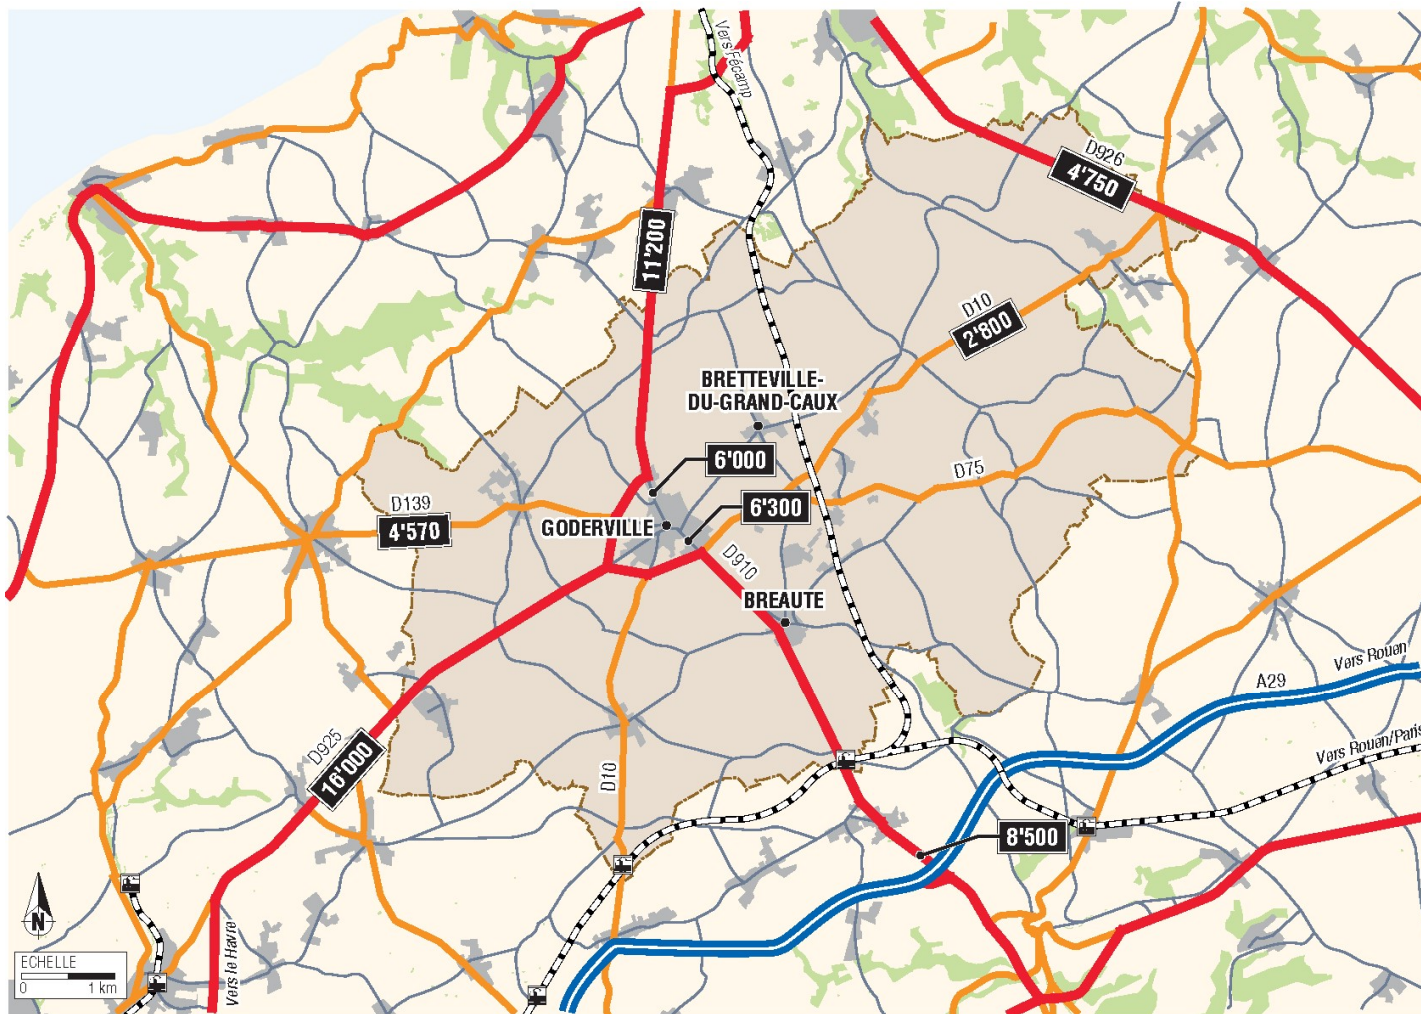 Vers Fécamp
D926
4'750
11'200
D10
2'800
BRETTEVILLE-
DU-GRAND-CAUX
6'000
D75
D139
4'570
6'300
GODERVILLE
D910
BREAUTE
Vers Rouen
A29
D925
16'000
D10
Vers Rouen/Paris
8'500
N
Vers le Havre
ECHELLE
0 1 km